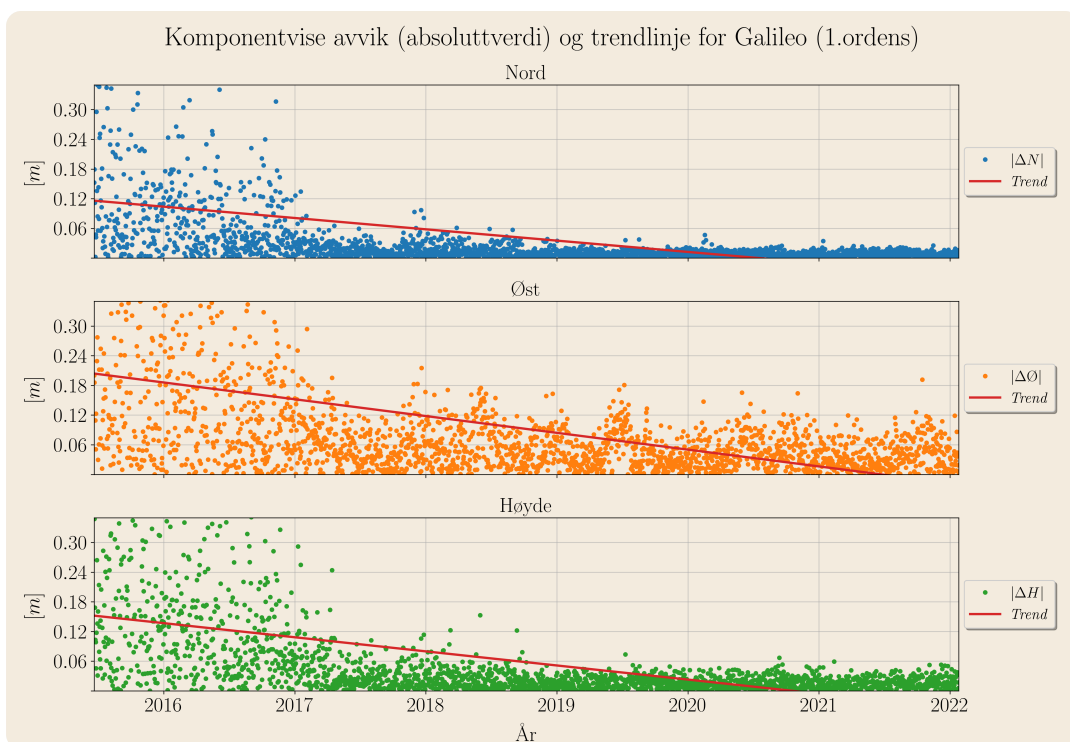 Komponentvise avvik (absoluttverdi) og trendlinje for Galileo (1.ordens)
Nord
0.30
0.24
0.18
0.12
0.06
[m]
|ΔN|
Trend
Øst
0.30
0.24
0.18
0.12
0.06
[m]
|ΔØ|
Trend
Høyde
0.30
0.24
0.18
0.12
0.06
[m]
|ΔH|
Trend
2016 2017 2018 2019 2020 2021 2022
År